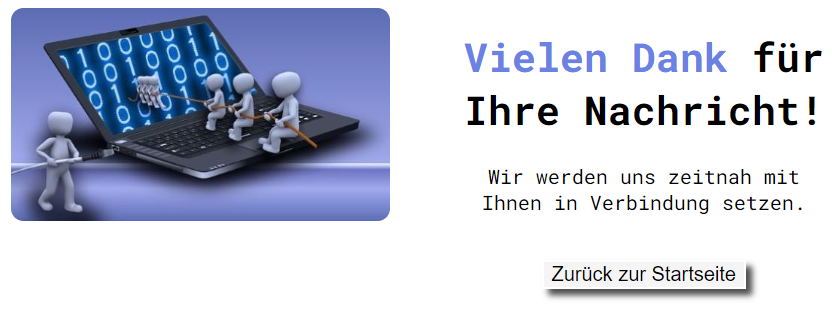 Vielen Dank für
Ihre Nachricht!
Wir werden uns zeitnah mit
Ihnen in Verbindung setzen.
Zurück zur Startseite